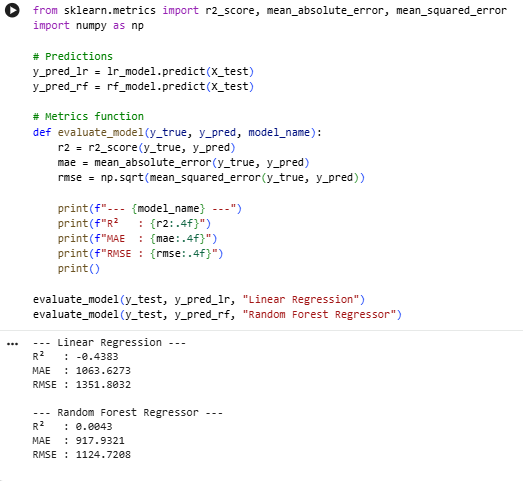 from sklearn.metrics import r2_score, mean_absolute_error, mean_squared_error
import numpy as np

# Predictions
y_pred_lr = lr_model.predict(X_test)
y_pred_rf = rf_model.predict(X_test)

# Metrics function
def evaluate_model(y_true, y_pred, model_name):
    r2 = r2_score(y_true, y_pred)
    mae = mean_absolute_error(y_true, y_pred)
    rmse = np.sqrt(mean_squared_error(y_true, y_pred))

    print(f"--- {model_name} ---")
    print(f"R²   : {r2:.4f}")
    print(f"MAE  : {mae:.4f}")
    print(f"RMSE : {rmse:.4f}")
    print()

evaluate_model(y_test, y_pred_lr, "Linear Regression")
evaluate_model(y_test, y_pred_rf, "Random Forest Regressor")

--- Linear Regression ---
R²   : -0.4383
MAE  : 1063.6273
RMSE : 1351.8032

--- Random Forest Regressor ---
R²   : 0.0043
MAE  : 917.9321
RMSE : 1124.7208